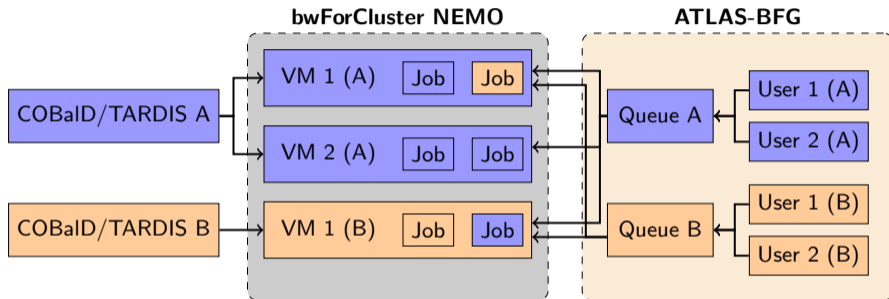 bwForCluster NEMO
ATLAS-BFG
COBalD/TARDIS A
VM 1 (A) Job Job
VM 2 (A) Job Job
Queue A
User 1 (A)
User 2 (A)
COBalD/TARDIS B
VM 1 (B) Job Job
Queue B
User 1 (B)
User 2 (B)